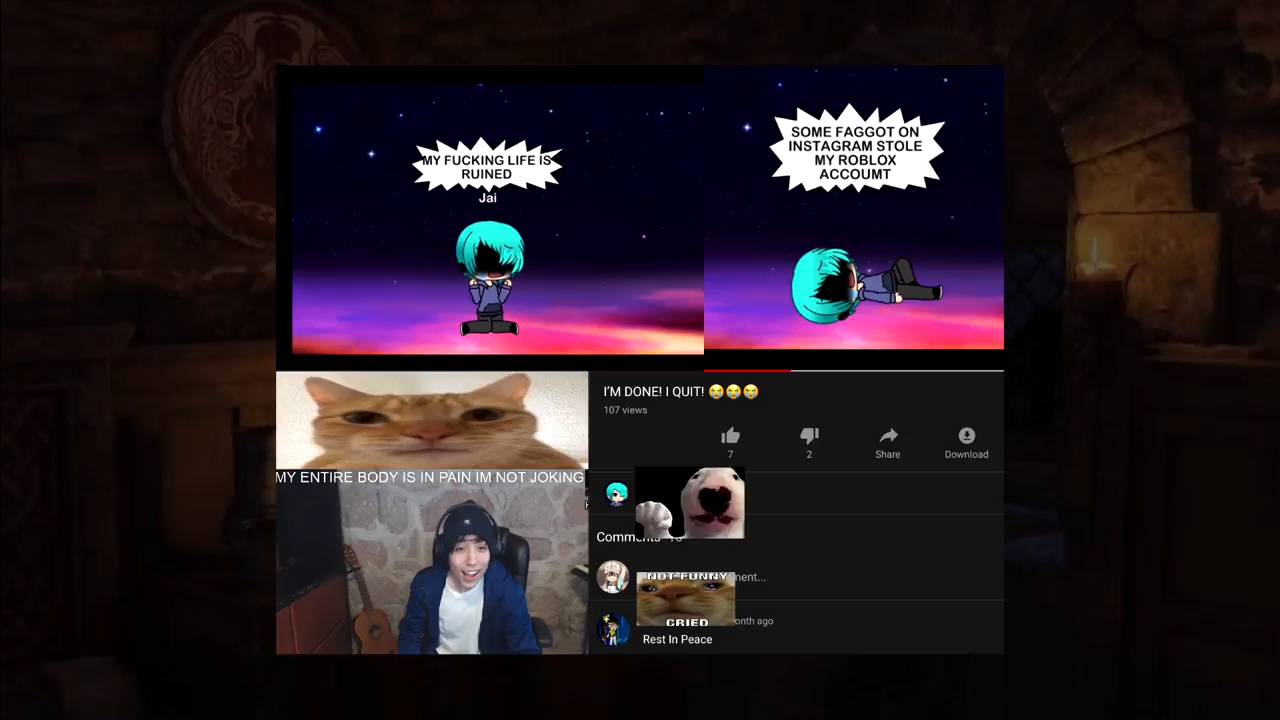 MY FUCKING LIFE IS
RUINED
Jai
SOME FAGGOT ON
INSTAGRAM STOLE
MY ROBLOX
ACCOUMT
I'M DONE! I QUIT! 😭😭😭
107 views
7
2
Share
Download
MY ENTIRE BODY IS IN PAIN IM NOT JOKING
Comments
NOT FUNNY
CRIED
Rest In Peace